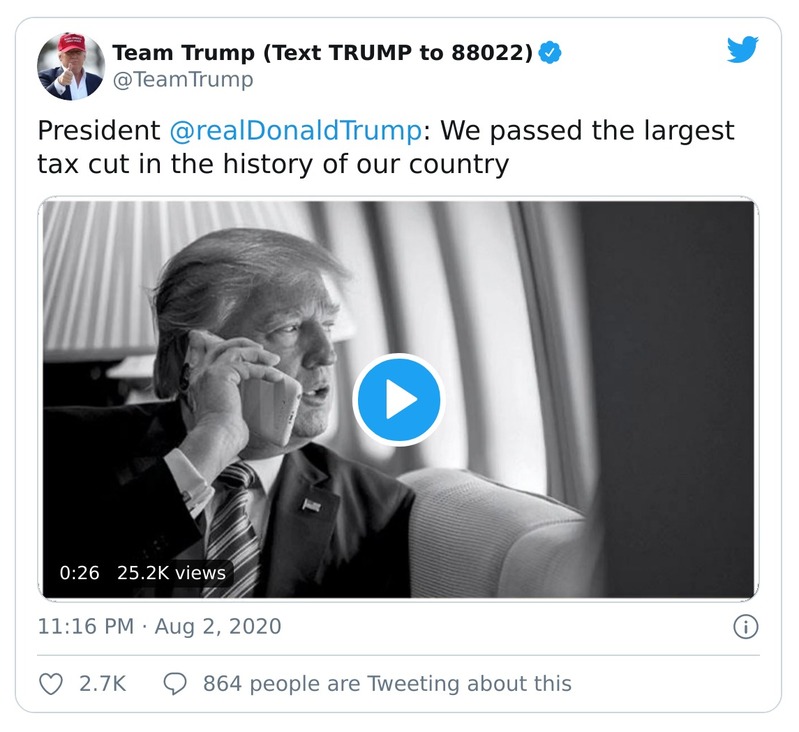 Team Trump (Text TRUMP to 88022)
@TeamTrump
President @realDonaldTrump: We passed the largest
tax cut in the history of our country
0:26 25.2K views
11:16 PM · Aug 2, 2020
2.7K 864 people are Tweeting about this